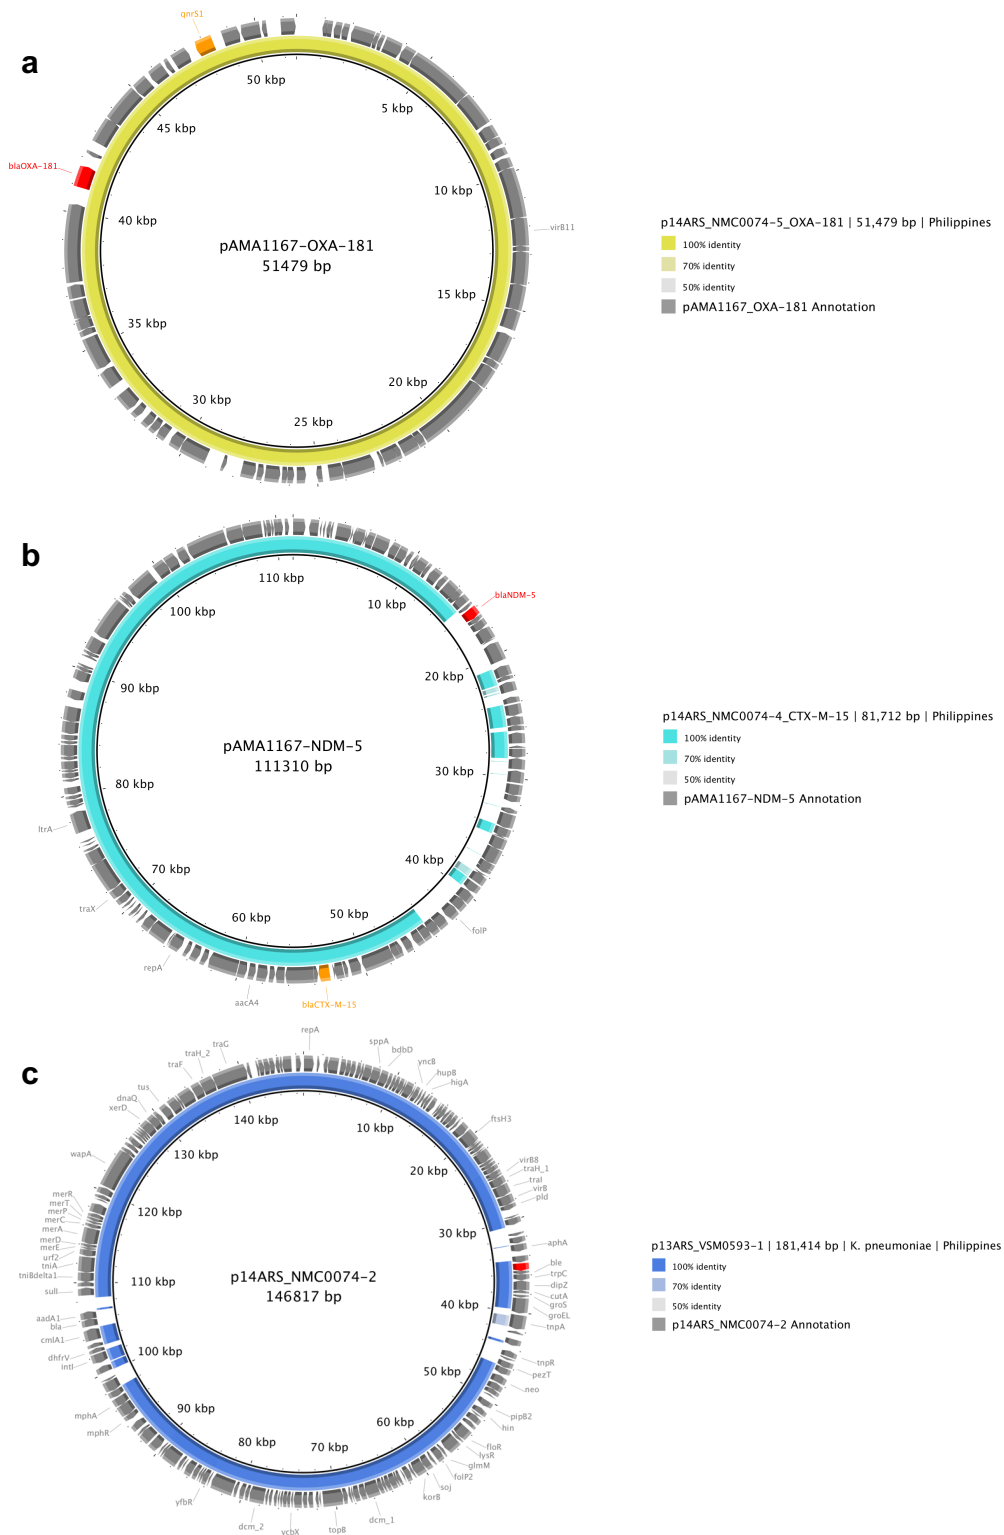 a
qnrS1
blaOXA-181
virB11
50 kbp
5 kbp
45 kbp
10 kbp
40 kbp
15 kbp
35 kbp
20 kbp
30 kbp
25 kbp
pAMA1167-OXA-181
51479 bp
p14ARS_NMC0074-5_OXA-181 | 51,479 bp | Philippines
100% identity
70% identity
50% identity
pAMA1167_OXA-181 Annotation
b
blaNDM-5
110 kbp
10 kbp
100 kbp
20 kbp
90 kbp
30 kbp
80 kbp
40 kbp
70 kbp
50 kbp
60 kbp
pAMA1167-NDM-5
111310 bp
ltrA
traX
repA
aacA4
blaCTX-M-15
folP
p14ARS_NMC0074-4_CTX-M-15 | 81,712 bp | Philippines
100% identity
70% identity
50% identity
pAMA1167-NDM-5 Annotation
c
repA
sppA
bdbD
yncB
hupB
higA
ftsH3
virB8
traH_1
traI
virB
pld
aphA
ble
trpC
dipZ
cutA
groS
groEL
tnpA
tnpR
pezT
neo
pipB2
hin
floR
lysR
glmM
folP2
soj
korB
dcm_1
topB
vcbX
dcm_2
yfbR
mphR
mphA
intI
dhfrV
cmlA1
bla
aadA1
sulI
tniBdelta1
tniA
urf2
merE
merD
merA
merC
merP
merT
merR
wapA
xerD
dnaQ
tus
traF
traH_2
traG
140 kbp
10 kbp
130 kbp
20 kbp
120 kbp
30 kbp
110 kbp
40 kbp
100 kbp
50 kbp
90 kbp
60 kbp
80 kbp
70 kbp
p14ARS_NMC0074-2
146817 bp
p13ARS_VSM0593-1 | 181,414 bp | K. pneumoniae | Philippines
100% identity
70% identity
50% identity
p14ARS_NMC0074-2 Annotation